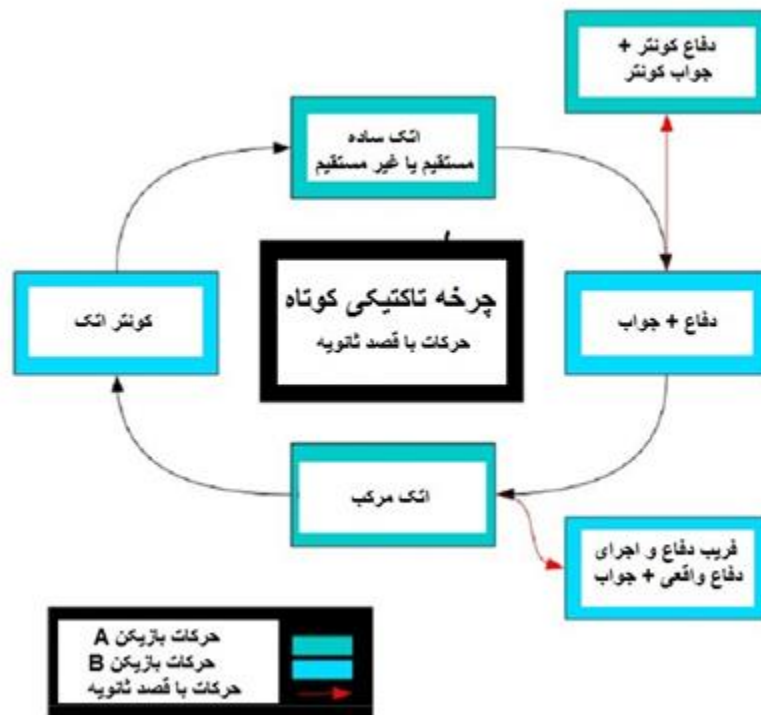 دفاع کونتر +
جواب کونتر
اتک ساده
مستقیم یا غیر مستقیم
چرخه تاکتیکی کوتاه
حرکات با قصد ثانویه
کونتر اتک
دفاع + جواب
اتک مرکب
فریب دفاع و اجرای
دفاع واقعی + جواب
حرکات بازیکن A
حرکات بازیکن B
حرکات با قصد ثانویه